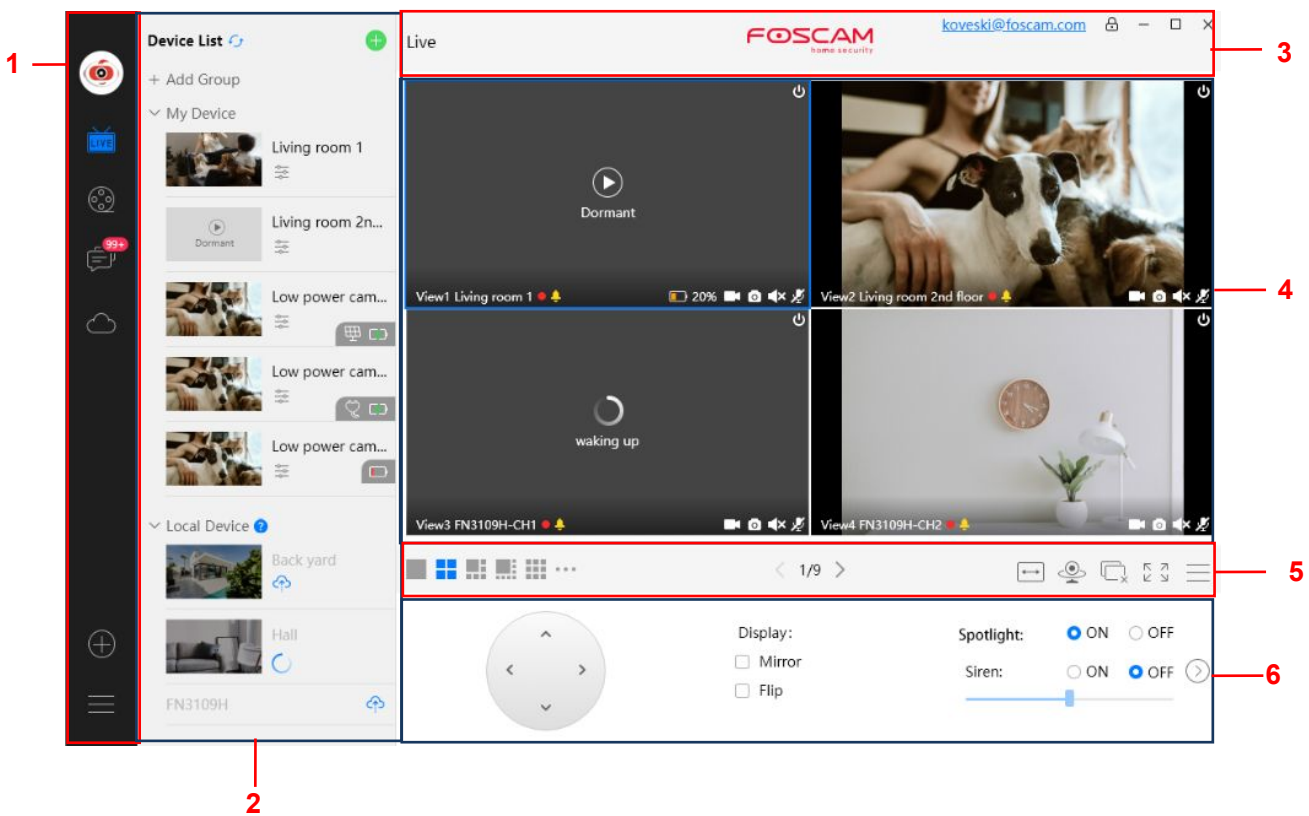 1
2
3
4
5
6
Device List
+ Add Group
My Device
Living room 1
Dormant
Living room 2n...
Low power cam...
Low power cam...
Low power cam...
Local Device ?
Back yard
Hall
FN3109H
LIVE
99+
Live
FOSCAM
home security
koveski@foscam.com
Dormant
View1 Living room 1
20%
View2 Living room 2nd floor
waking up
View3 FN3109H-CH1
View4 FN3109H-CH2
1/9
Display:
Mirror
Flip
Spotlight: ON OFF
Siren: ON OFF